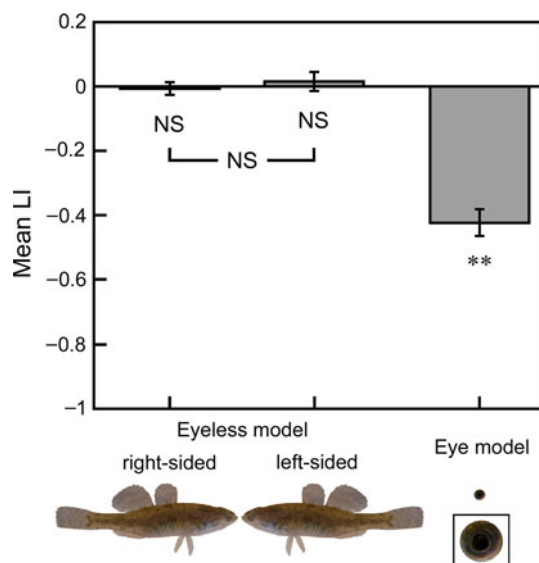 0.2
0
−0.2
−0.4
−0.6
−0.8
−1
Mean LI
NS
NS
NS
**
Eyeless model
right-sided
left-sided
Eye model